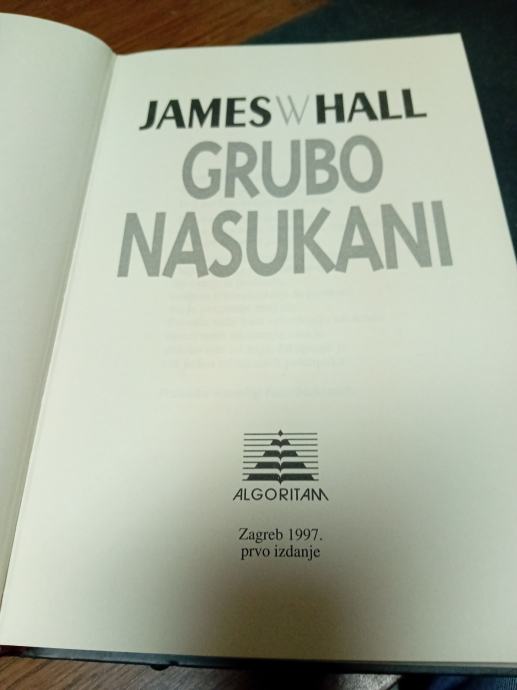 JAMES W HALL
GRUBO
NASUKANI
ALGORITAM
Zagreb 1997.
prvo izdanje